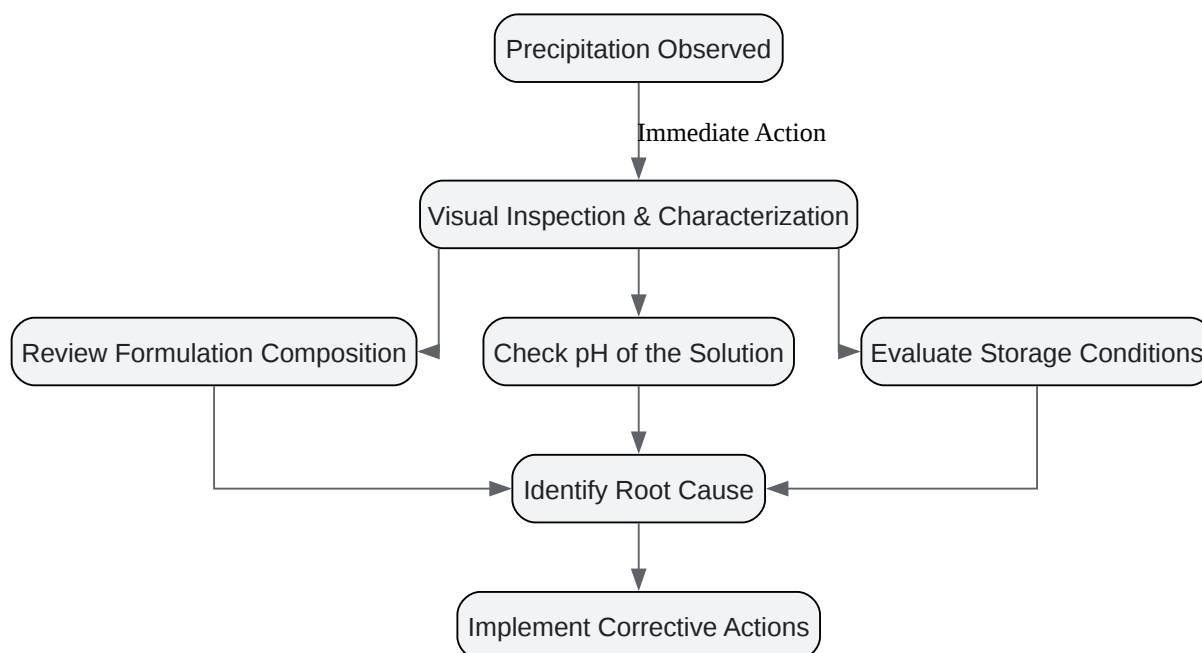 Precipitation Observed
Immediate Action
Visual Inspection & Characterization
Review Formulation Composition
Check pH of the Solution
Evaluate Storage Conditions
Identify Root Cause
Implement Corrective Actions